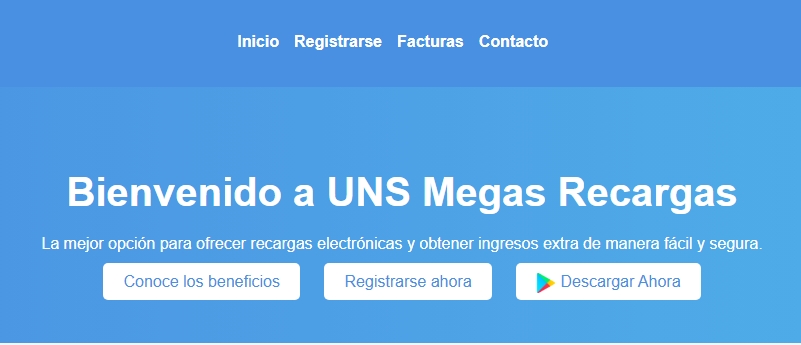 Inicio Registrarse Facturas Contacto
Bienvenido a UNS Megas Recargas
La mejor opción para ofrecer recargas electrónicas y obtener ingresos extra de manera fácil y segura.
Conoce los beneficios Registrarse ahora Descargar Ahora